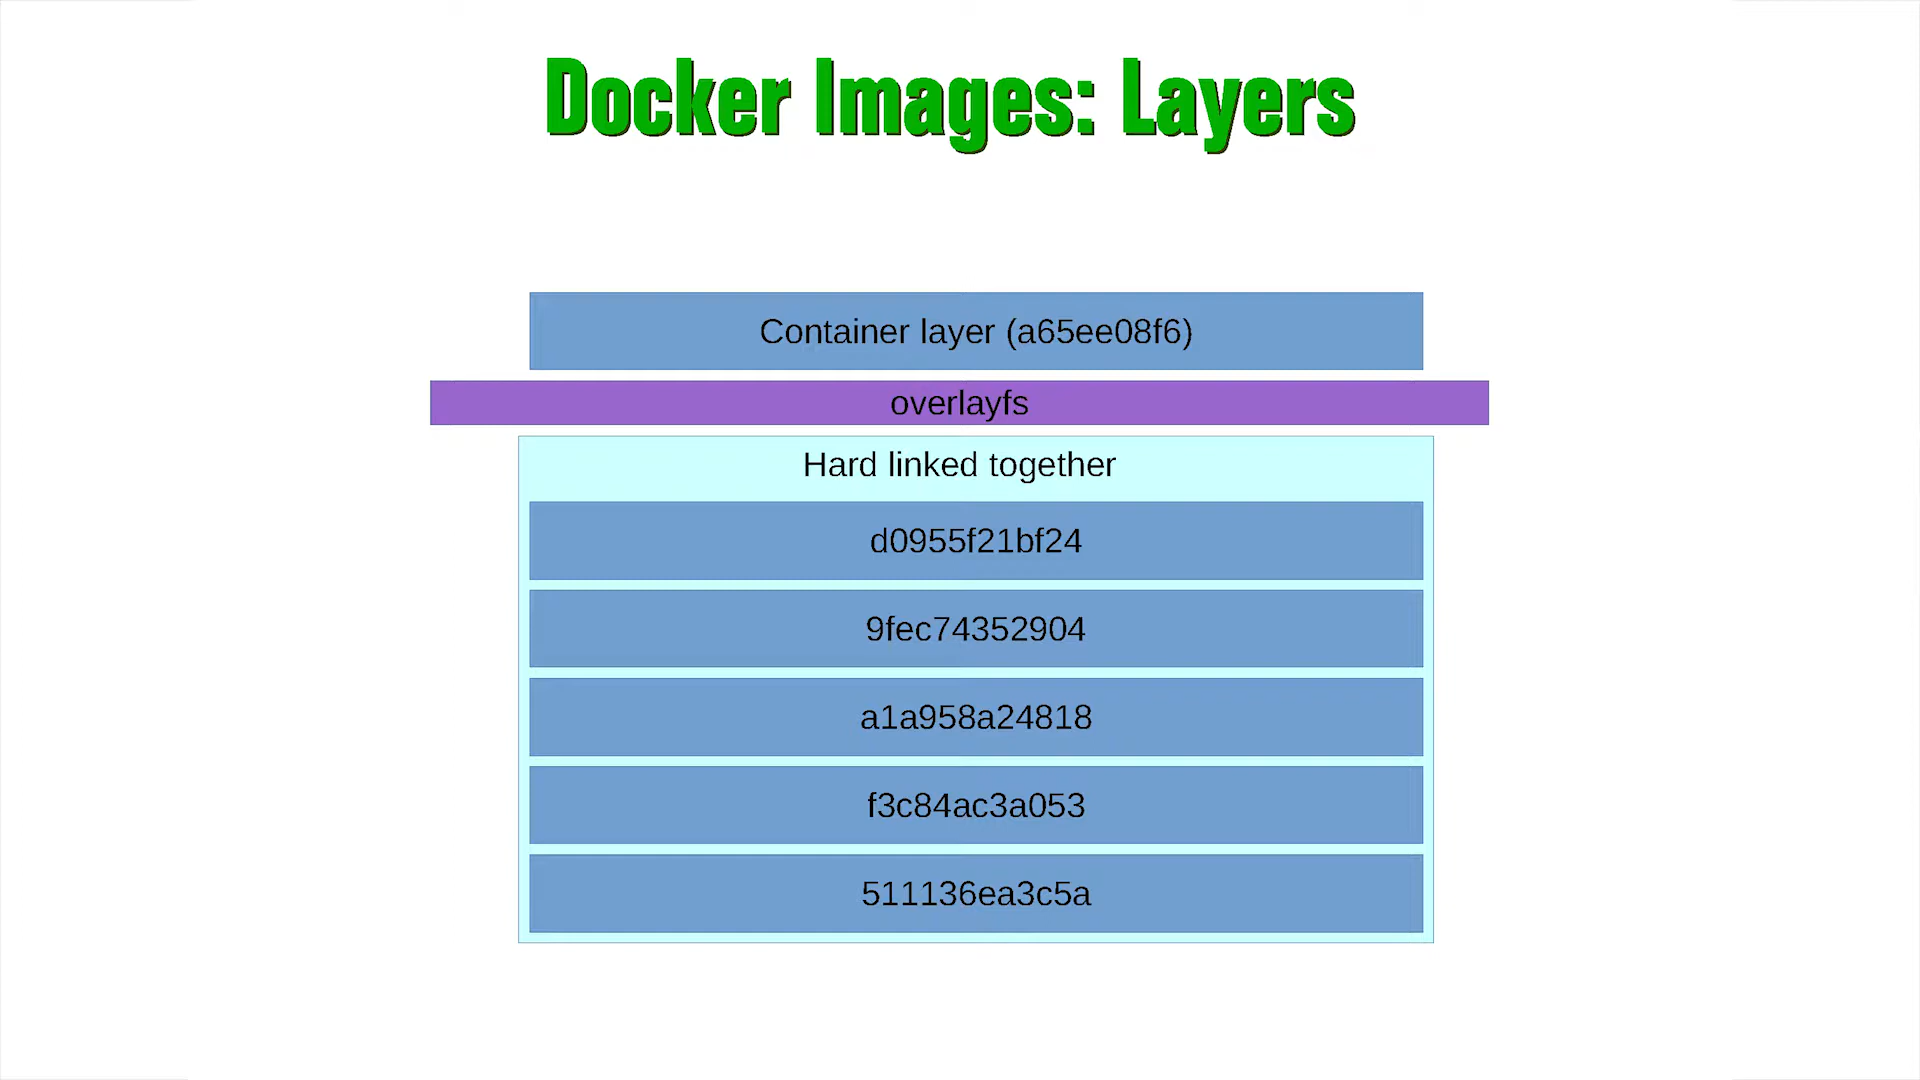 Docker Images: Layers
Container layer (a65ee08f6)
overlayfs
Hard linked together
d0955f21bf24
9fec74352904
a1a958a24818
f3c84ac3a053
511136ea3c5a